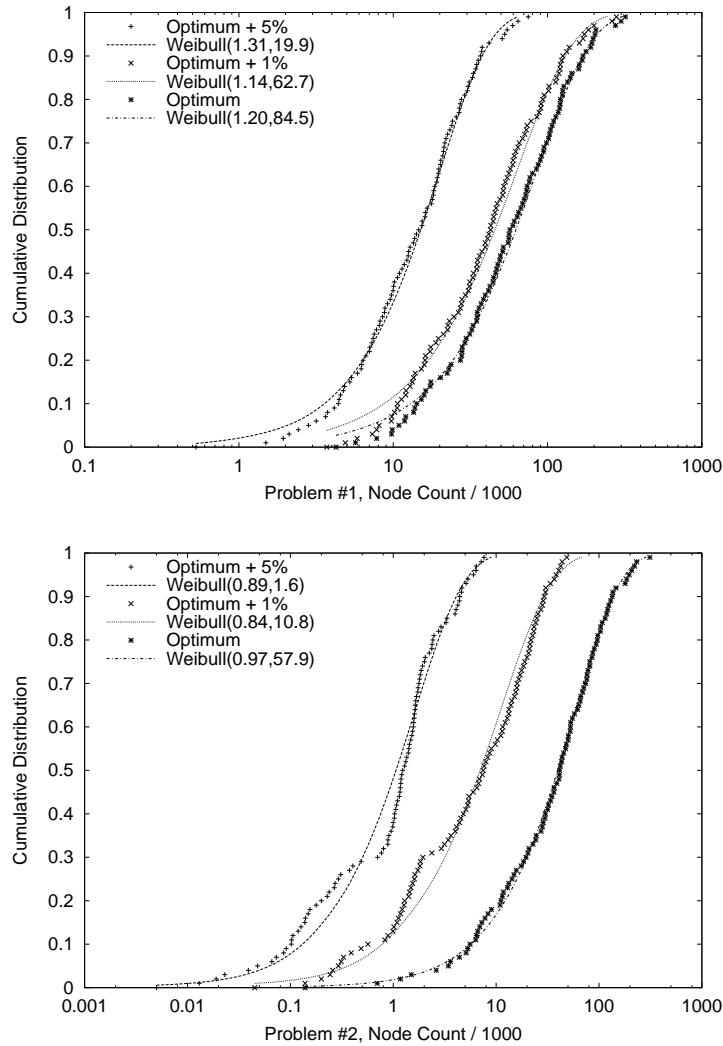 1
0.9
0.8
0.7
0.6
0.5
0.4
0.3
0.2
0.1
0
Cumulative Distribution
Optimum + 5%
Weibull(1.31,19.9)
Optimum + 1%
Weibull(1.14,62.7)
Optimum
Weibull(1.20,84.5)
0.1 1 10 100 1000
Problem #1, Node Count / 1000
1
0.9
0.8
0.7
0.6
0.5
0.4
0.3
0.2
0.1
0
Cumulative Distribution
Optimum + 5%
Weibull(0.89,1.6)
Optimum + 1%
Weibull(0.84,10.8)
Optimum
Weibull(0.97,57.9)
0.001 0.01 0.1 1 10 100 1000
Problem #2, Node Count / 1000